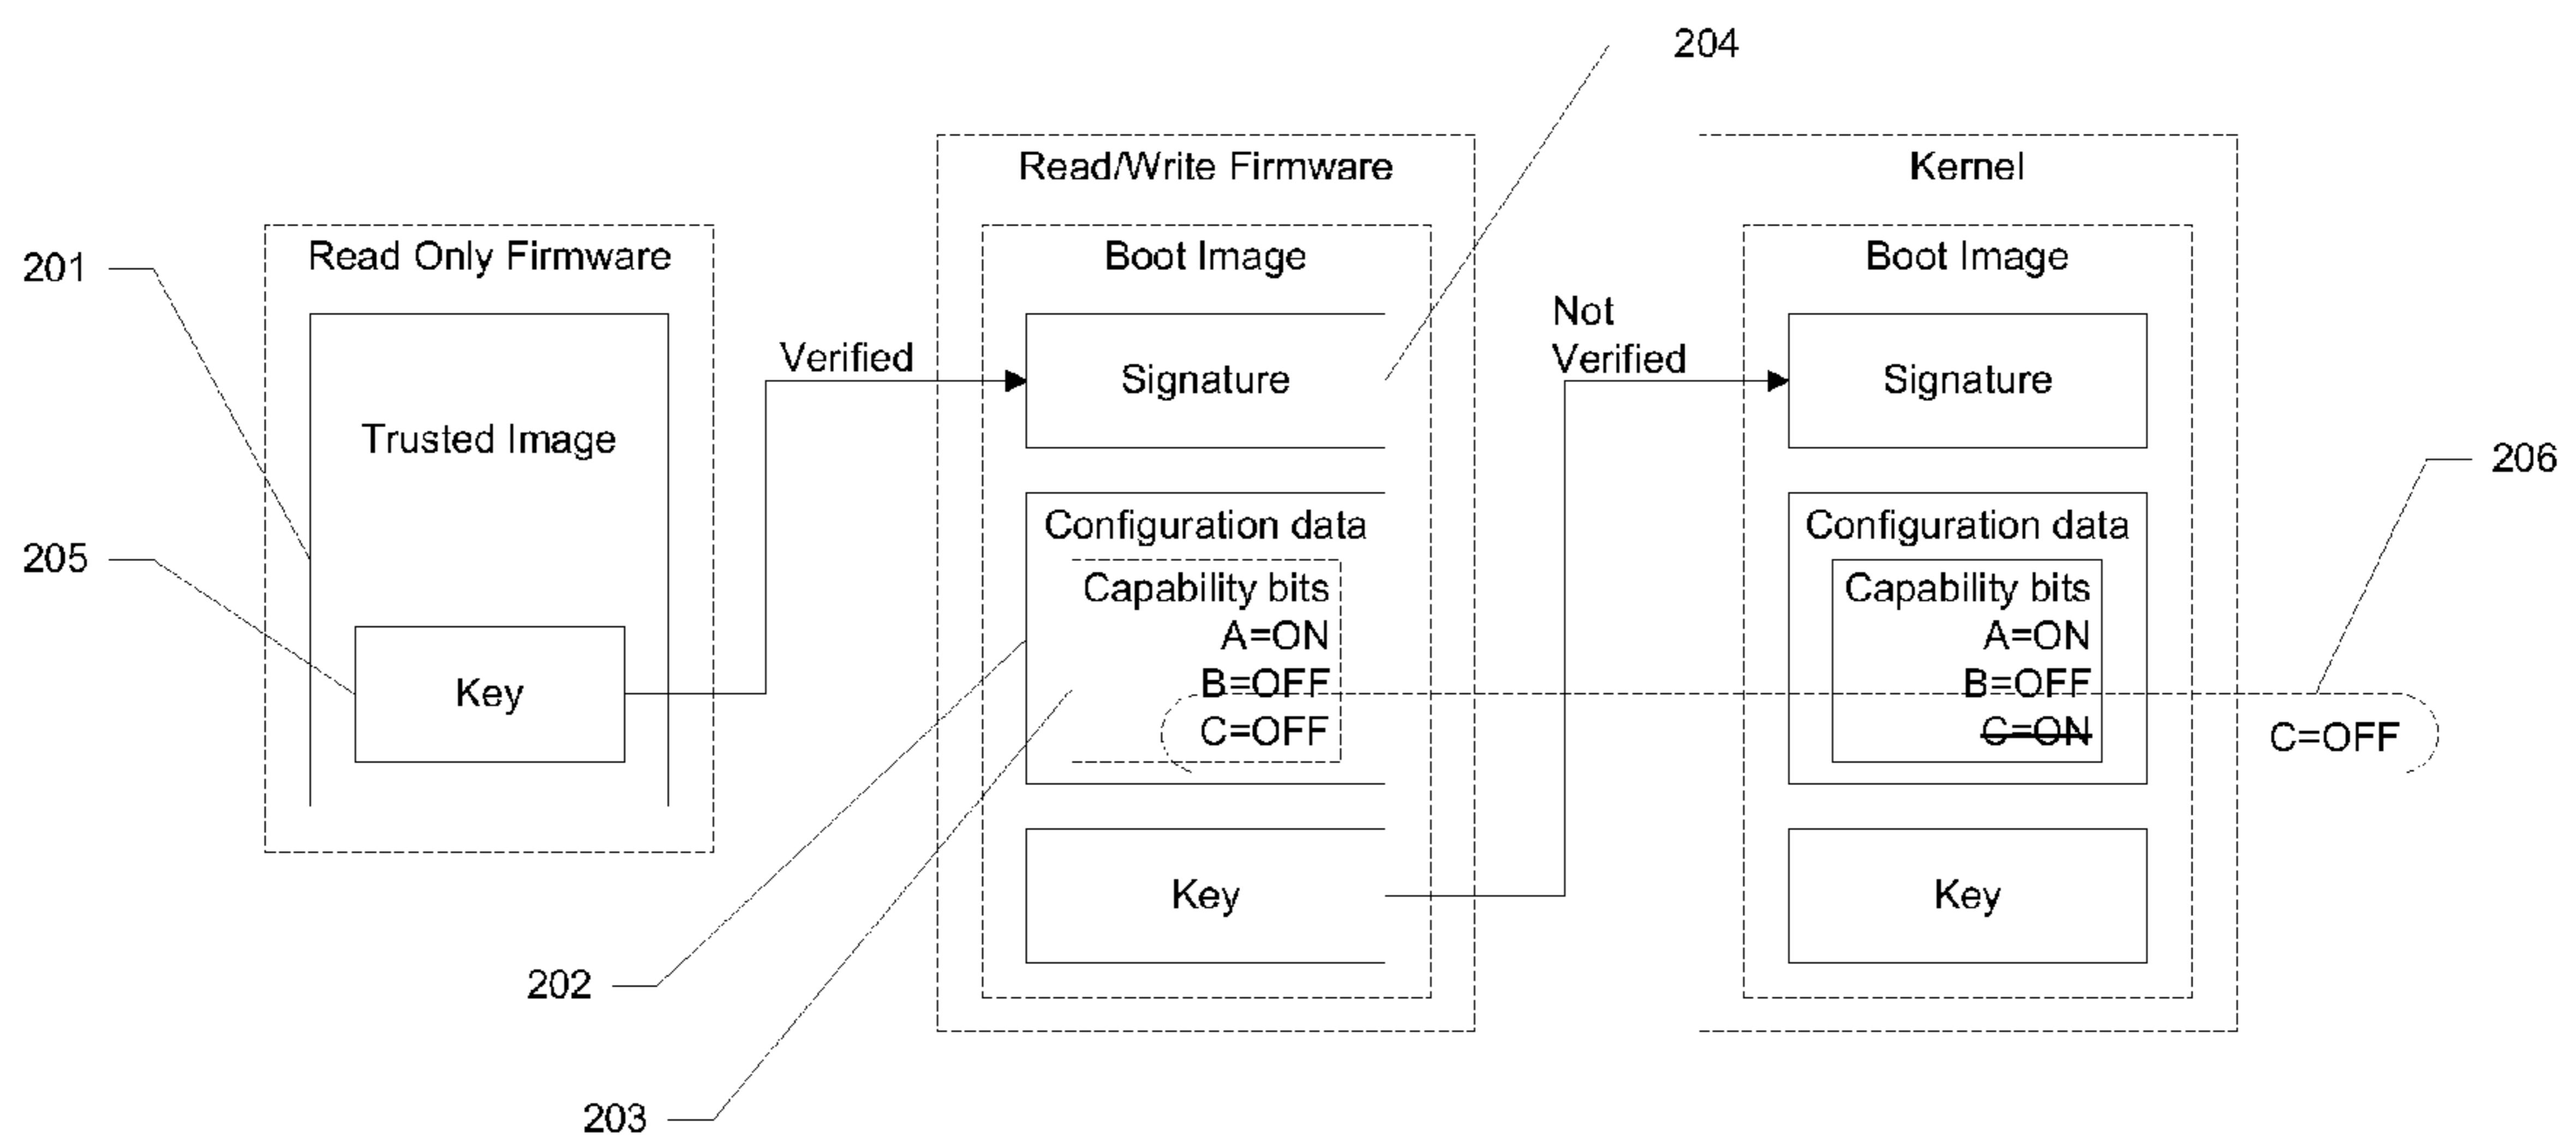 204
Read/Write Firmware
Kernel
201
Read Only Firmware
Boot Image
Boot Image
Not
Verified
Verified
Signature
Signature
Trusted Image
206
205
Configuration data
Configuration data
Capability bits
A=ON
B=OFF
C=OFF
Capability bits
A=ON
B=OFF
C=ON
C=OFF
Key
Key
Key
202
203